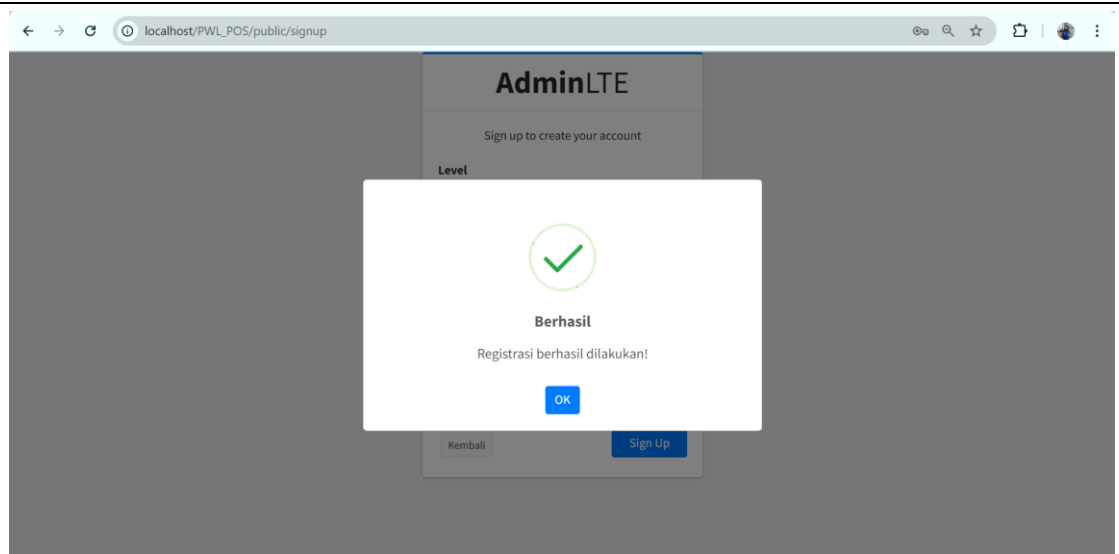 localhost/PWL_POS/public/signup
AdminLTE
Sign up to create your account
Level
Berhasil
Registrasi berhasil dilakukan!
OK
Kembali
Sign Up